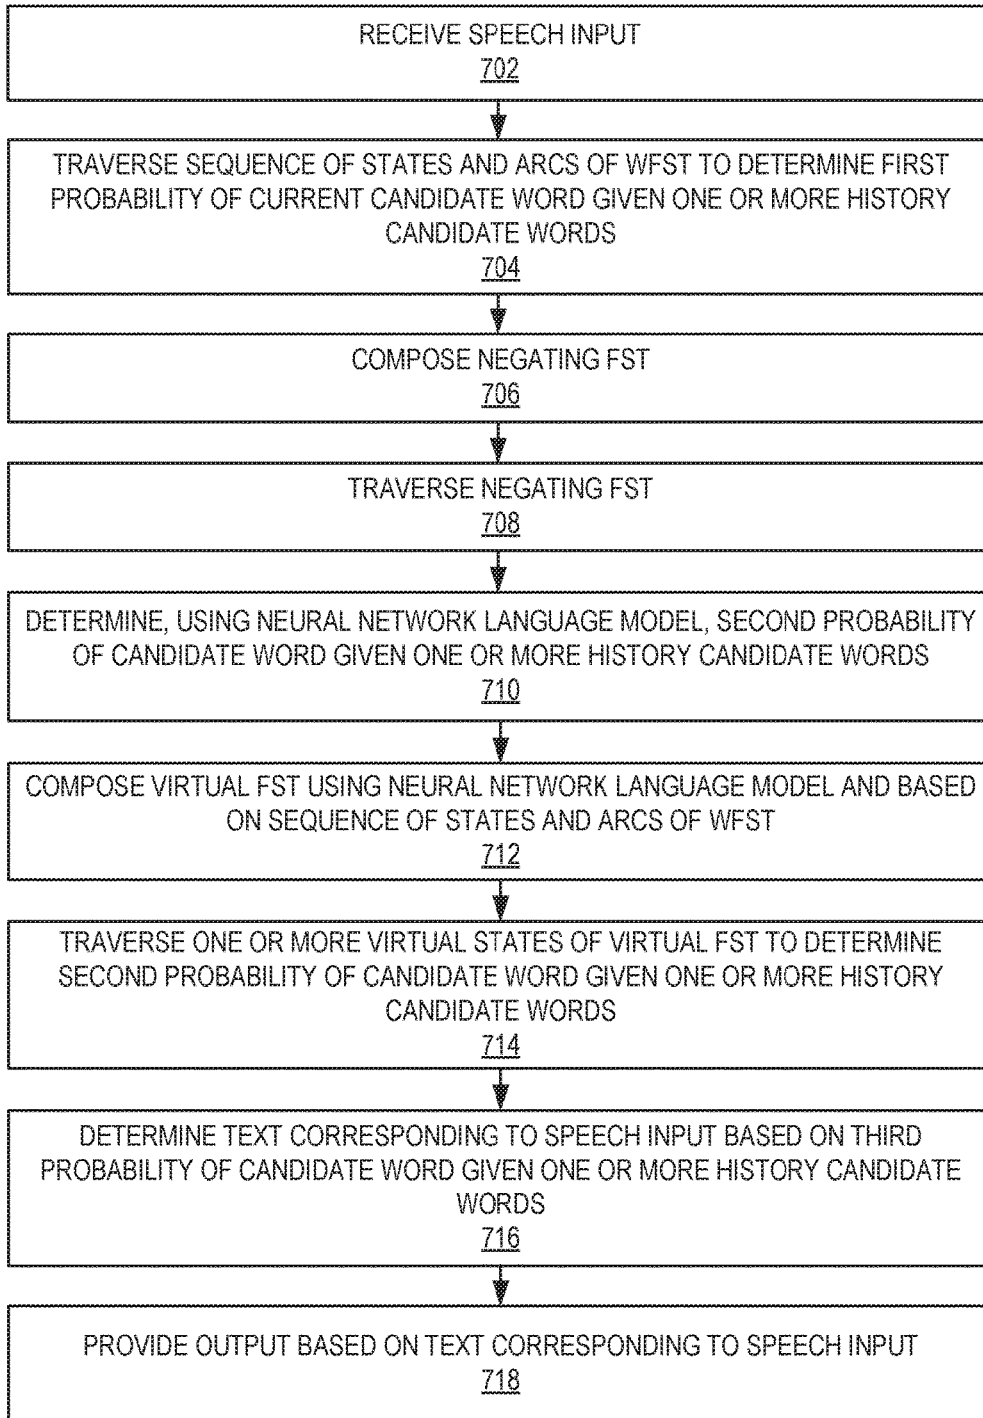 RECEIVE SPEECH INPUT
702
TRAVERSE SEQUENCE OF STATES AND ARCS OF WFST TO DETERMINE FIRST
PROBABILITY OF CURRENT CANDIDATE WORD GIVEN ONE OR MORE HISTORY
CANDIDATE WORDS
704
COMPOSE NEGATING FST
706
TRAVERSE NEGATING FST
708
DETERMINE, USING NEURAL NETWORK LANGUAGE MODEL, SECOND PROBABILITY
OF CANDIDATE WORD GIVEN ONE OR MORE HISTORY CANDIDATE WORDS
710
COMPOSE VIRTUAL FST USING NEURAL NETWORK LANGUAGE MODEL AND BASED
ON SEQUENCE OF STATES AND ARCS OF WFST
712
TRAVERSE ONE OR MORE VIRTUAL STATES OF VIRTUAL FST TO DETERMINE
SECOND PROBABILITY OF CANDIDATE WORD GIVEN ONE OR MORE HISTORY
CANDIDATE WORDS
714
DETERMINE TEXT CORRESPONDING TO SPEECH INPUT BASED ON THIRD
PROBABILITY OF CANDIDATE WORD GIVEN ONE OR MORE HISTORY CANDIDATE
WORDS
716
PROVIDE OUTPUT BASED ON TEXT CORRESPONDING TO SPEECH INPUT
718